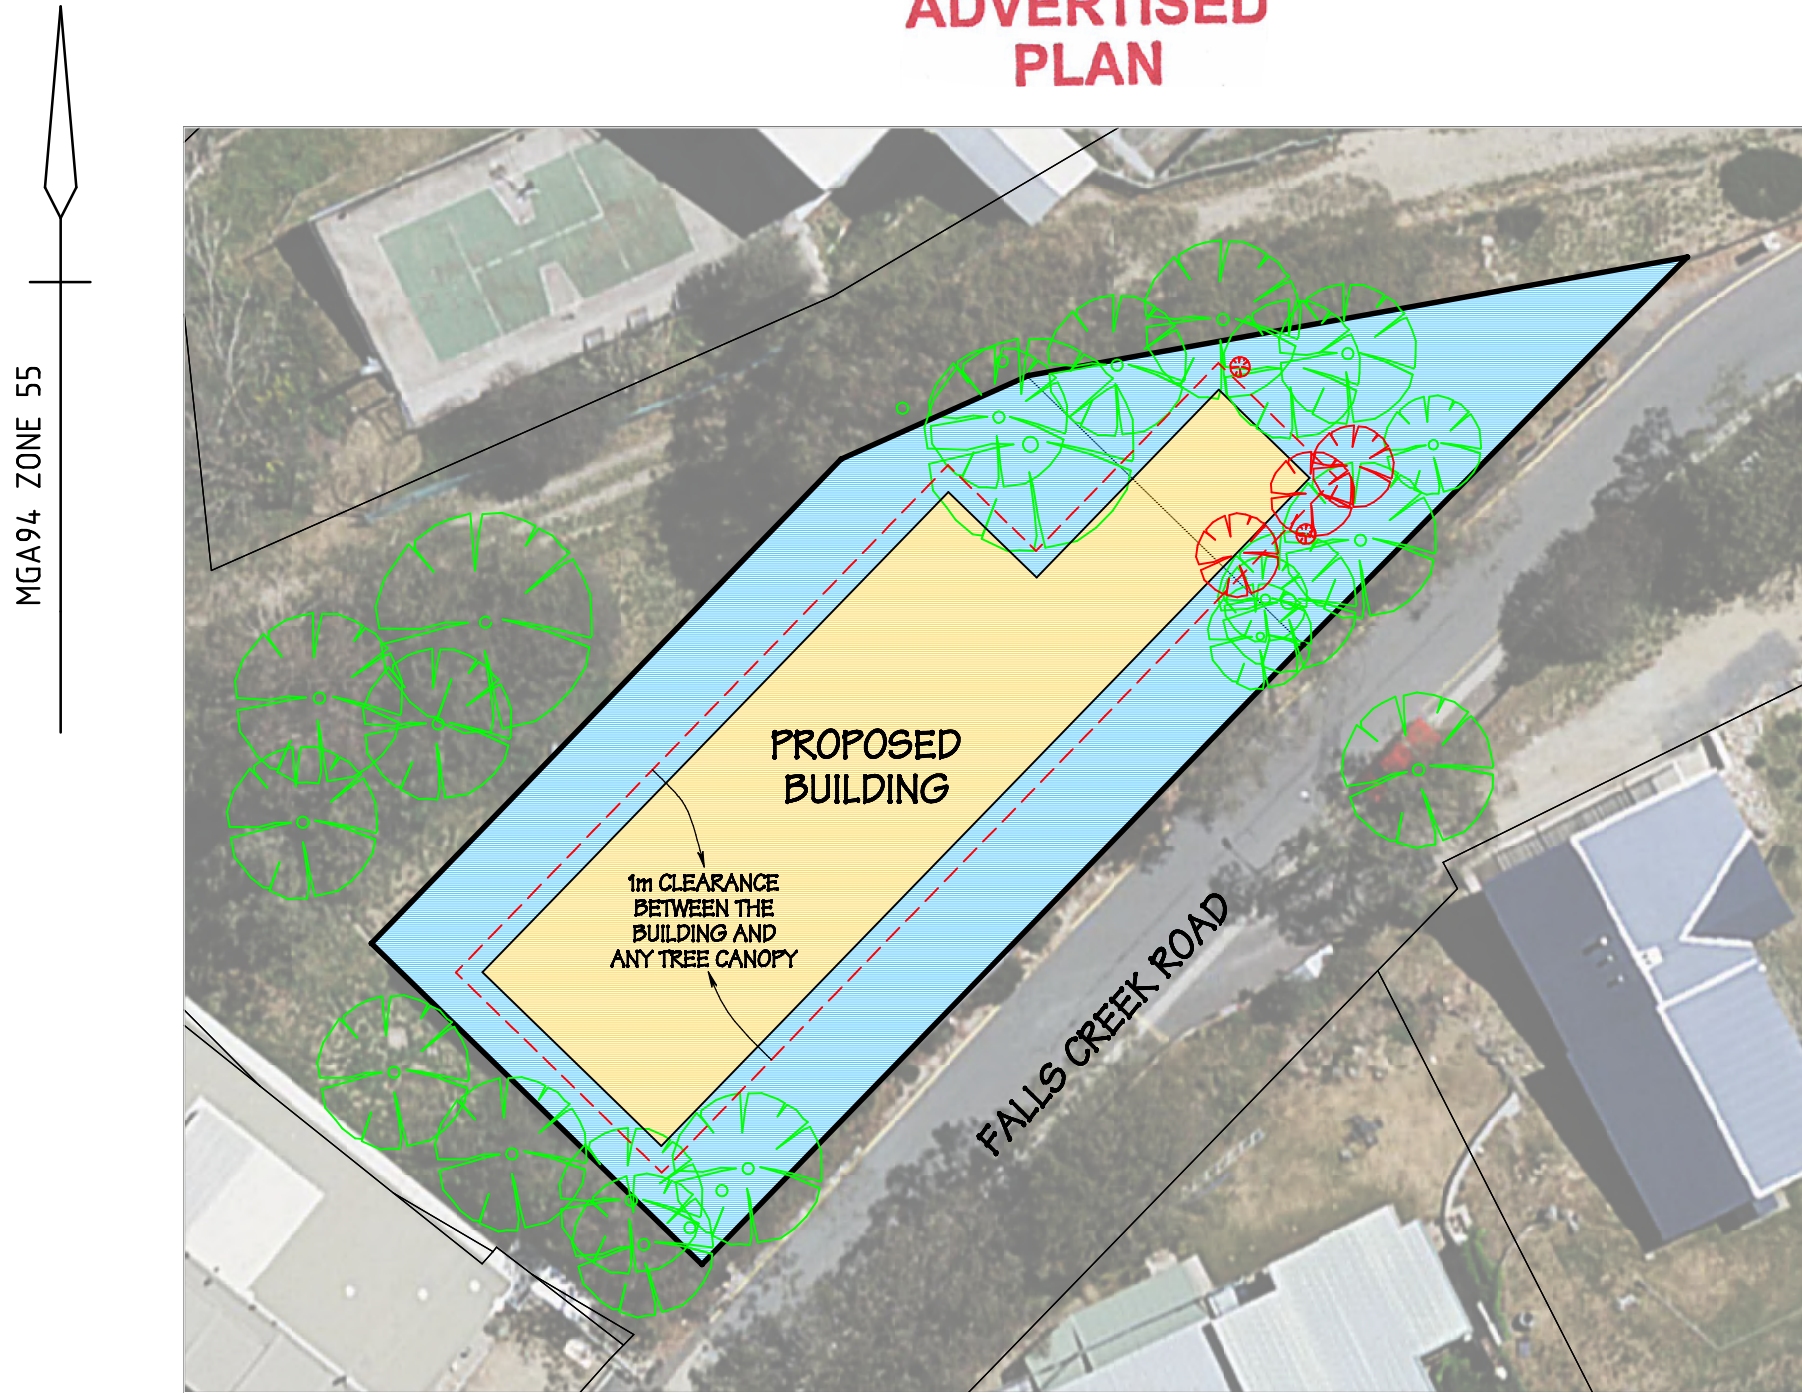 ADVERTISED
PLAN
MGA94 ZONE 55
PROPOSED
BUILDING
1m CLEARANCE
BETWEEN THE
BUILDING AND
ANY TREE CANOPY
FALLS CREEK ROAD